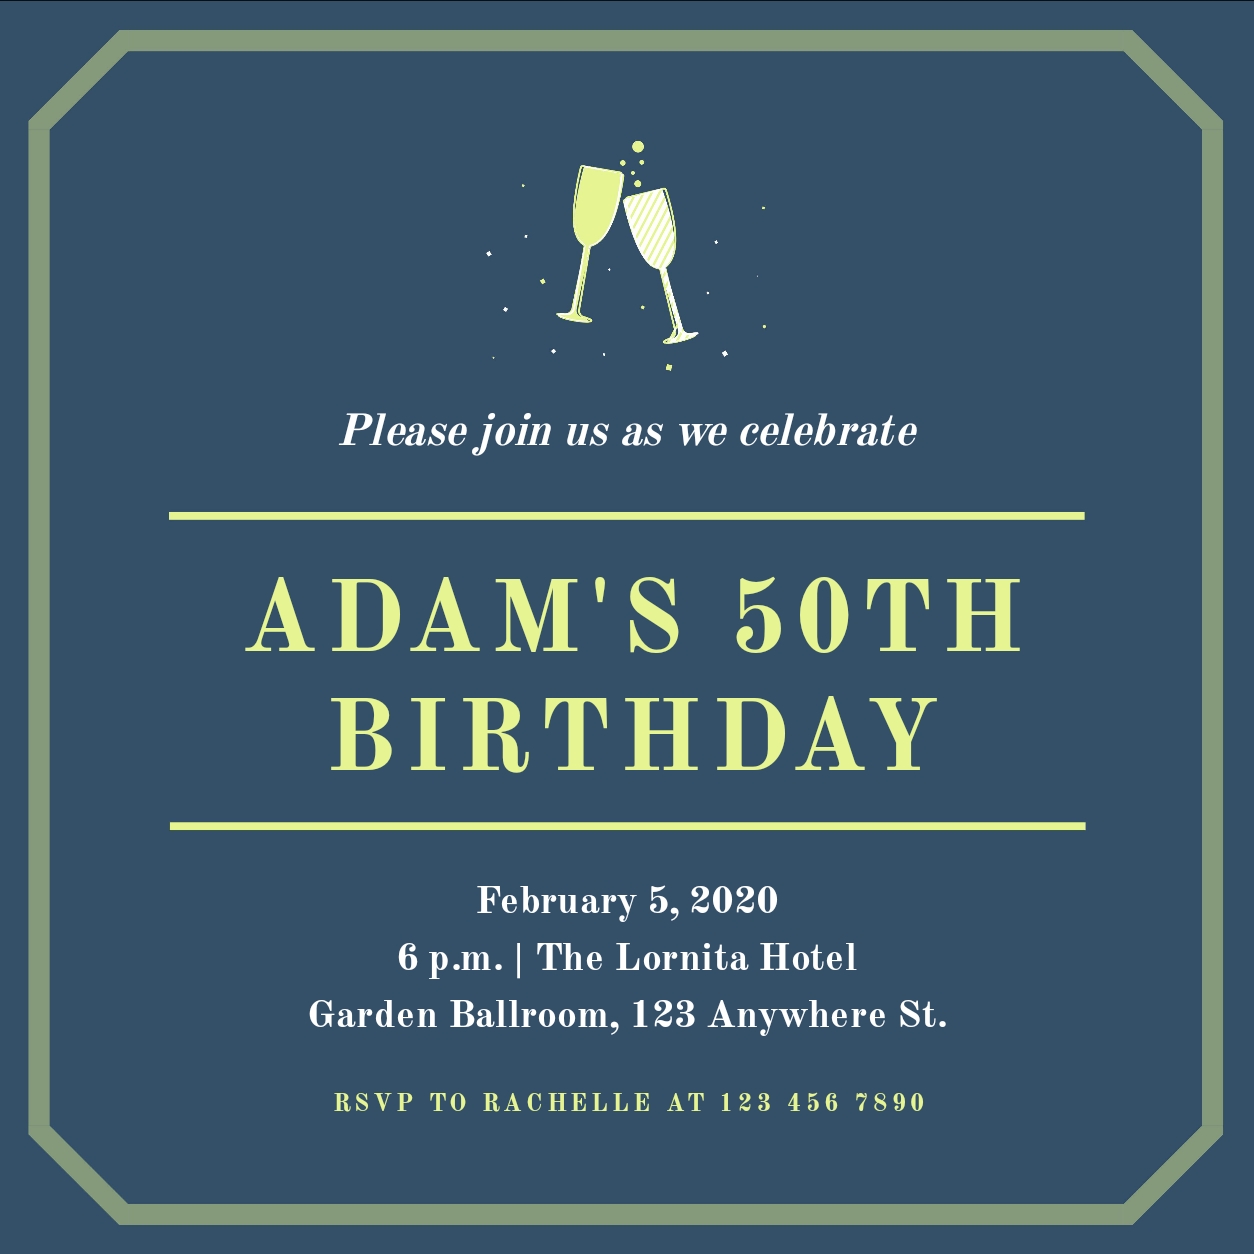 Please join us as we celebrate
ADAM'S 50TH
BIRTHDAY
February 5, 2020
6 p.m. | The Lornita Hotel
Garden Ballroom, 123 Anywhere St.
RSVP TO RACHELLE AT 123 456 7890